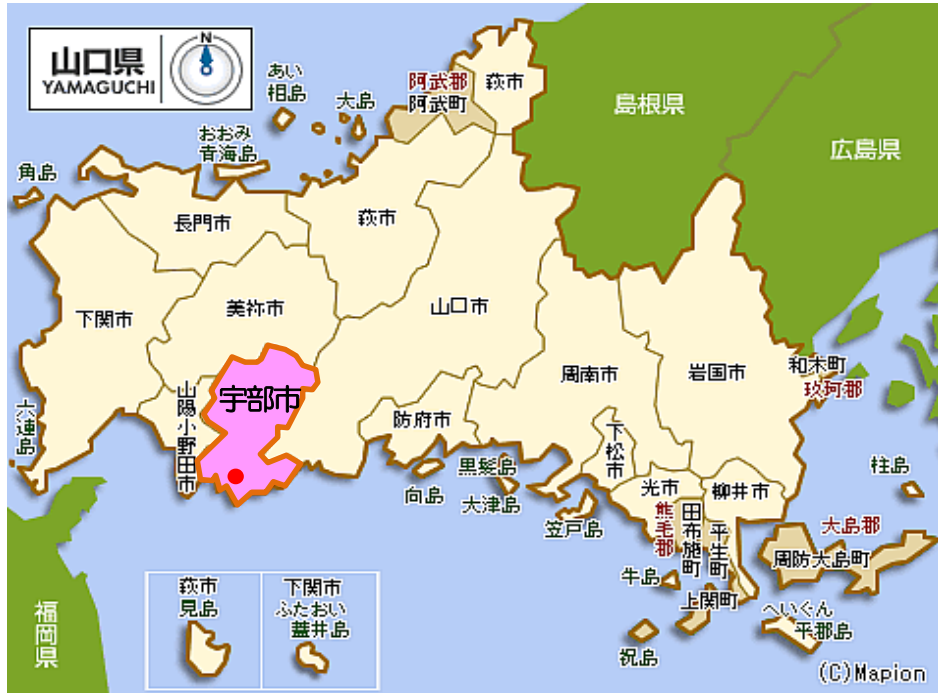 山口県
YAMAGUCHI
N
あい
相島
大島
阿武郡
阿武町
萩市
島根県
広島県
おおみ
青海島
角島
長門市
萩市
下関市
美祢市
山口市
宇部市
山陽小野田市
六連島
防府市
周南市
岩国市
和木町
玖珂郡
下松市
光市
柳井市
向島
黒髪島
大津島
笠戸島
熊毛郡
田布施町
平生町
柱島
大島郡
周防大島町
牛島
上関町
祝島
へいぐん
平郡島
福岡県
萩市
見島
下関市
ふたおい
蓋井島
(C)Mapion